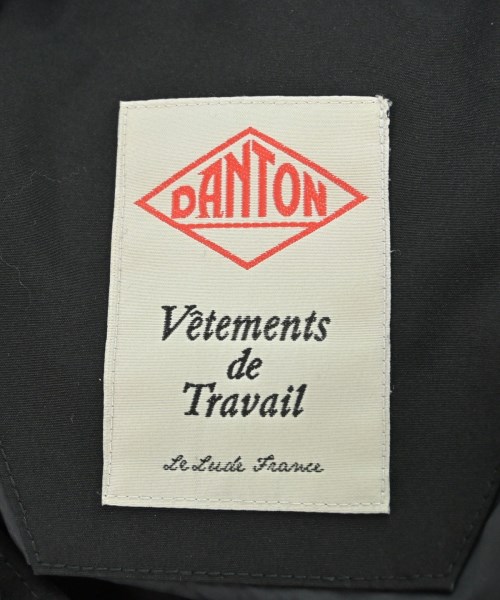 DANTON
Vêtements
de
Travail
Le Lude France